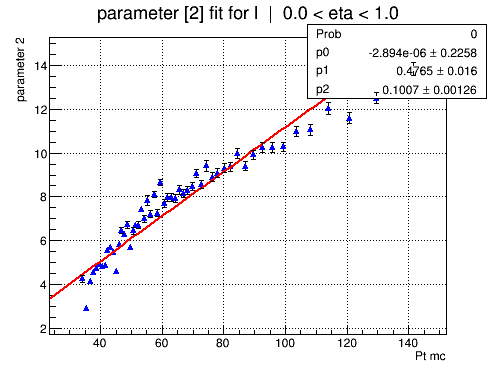 parameter [2] fit for l | 0.0 < eta < 1.0
Prob 0
p0 -2.894e-06 ± 0.2258
p1 0.4765 ± 0.016
p2 0.1007 ± 0.00126
parameter 2
14
12
10
8
6
4
2
40 60 80 100 120 140
Pt mc